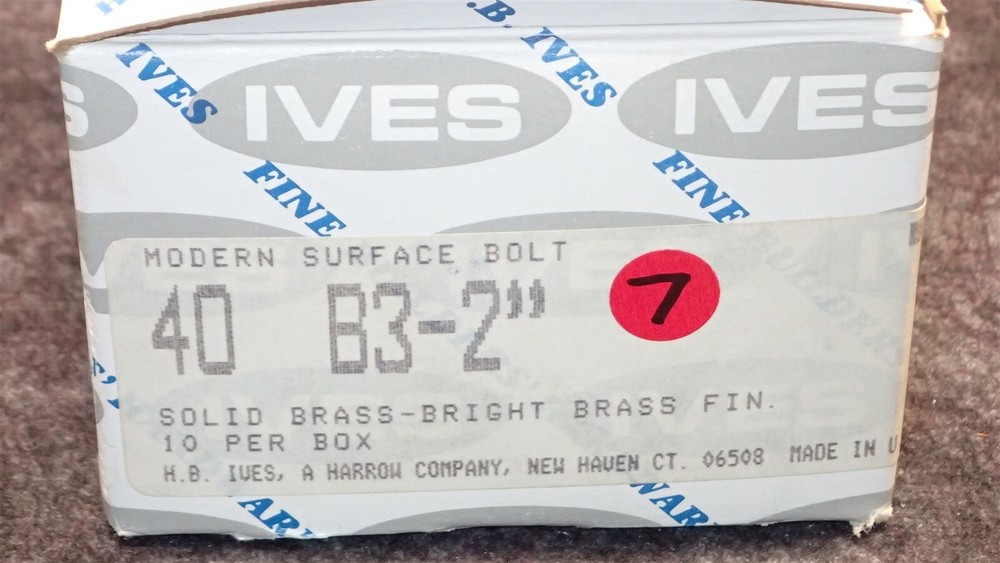 .B. IVES
IVES
IVES IVES
FINE FINE
MODERN SURFACE BOLT
40 B3-2"
7
SOLID BRASS-BRIGHT BRASS FIN.
10 PER BOX
H.B. IVES, A HARROW COMPANY, NEW HAVEN CT. 06508 MADE IN U